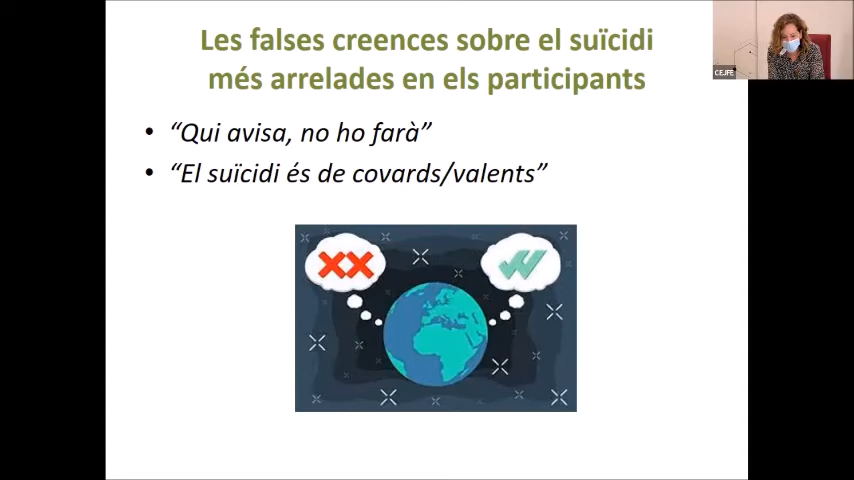 Les falses creences sobre el suïcidi
més arrelades en els participants
• “Qui avisa, no ho farà”
• “El suïcidi és de covards/valents”
CEJFE